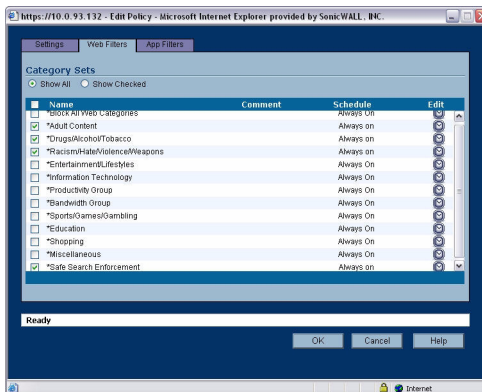 https://10.0.93.132 - Edit Policy - Microsoft Internet Explorer provided by SonicWALL, INC.
Settings Web Filters App Filters
Category Sets
Show All Show Checked
Name Comment Schedule Edit
*Block All Web Categories Always On
*Adult Content Always On
*Drugs/Alcohol/Tobacco Always On
*Racism/Hate/Violence/Weapons Always On
*Entertainment/Lifestyles Always On
*Information Technology Always On
*Productivity Group Always On
*Bandwidth Group Always On
*Sports/Games/Gambling Always On
*Education Always On
*Shopping Always On
*Miscellaneous Always On
*Safe Search Enforcement Always on
Ready
OK Cancel Help
Internet